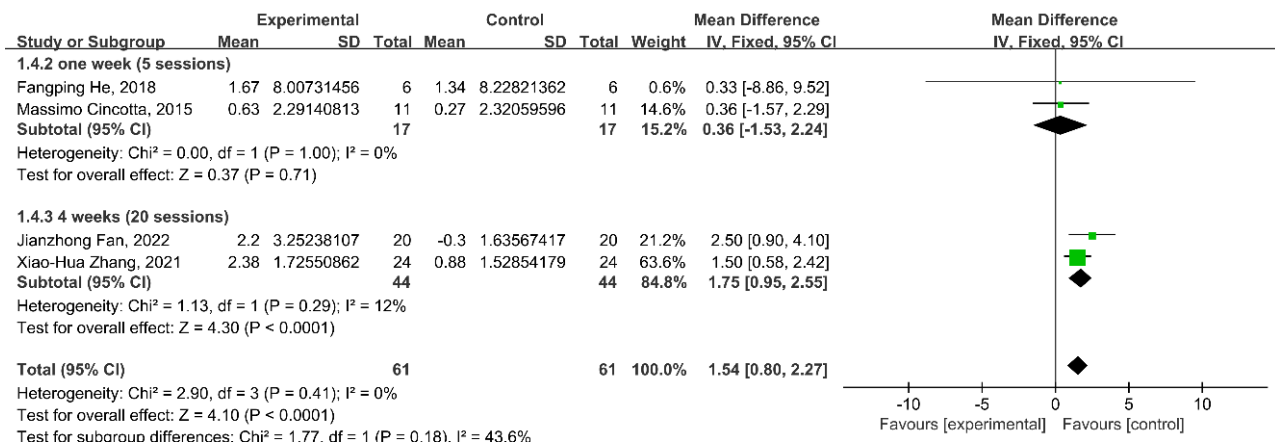 Experimental Control Mean Difference Mean Difference
Study or Subgroup Mean SD Total Mean SD Total Weight IV, Fixed, 95% CI IV, Fixed, 95% CI
1.4.2 one week (5 sessions)
Fangping He, 2018 1.67 8.00731456 6 1.34 8.22821362 6 0.6% 0.33 [-8.86, 9.52]
Massimo Cincotta, 2015 0.63 2.29140813 11 0.27 2.32059596 11 14.6% 0.36 [-1.57, 2.29]
Subtotal (95% CI) 17 17 15.2% 0.36 [-1.53, 2.24]
Heterogeneity: Chi² = 0.00, df = 1 (P = 1.00); I² = 0%
Test for overall effect: Z = 0.37 (P = 0.71)
1.4.3 4 weeks (20 sessions)
Jianzhong Fan, 2022 2.2 3.25238107 20 -0.3 1.63567417 20 21.2% 2.50 [0.90, 4.10]
Xiao-Hua Zhang, 2021 2.38 1.72550862 24 0.88 1.52854179 24 63.6% 1.50 [0.58, 2.42]
Subtotal (95% CI) 44 44 84.8% 1.75 [0.95, 2.55]
Heterogeneity: Chi² = 1.13, df = 1 (P = 0.29); I² = 12%
Test for overall effect: Z = 4.30 (P < 0.0001)
Total (95% CI) 61 61 100.0% 1.54 [0.80, 2.27]
Heterogeneity: Chi² = 2.90, df = 3 (P = 0.41); I² = 0%
-10 -5 0 5 10
Test for overall effect: Z = 4.10 (P < 0.0001)
Favours [experimental] Favours [control]
Test for subgroup differences: Chi² = 1.77, df = 1 (P = 0.18), I² = 43.6%